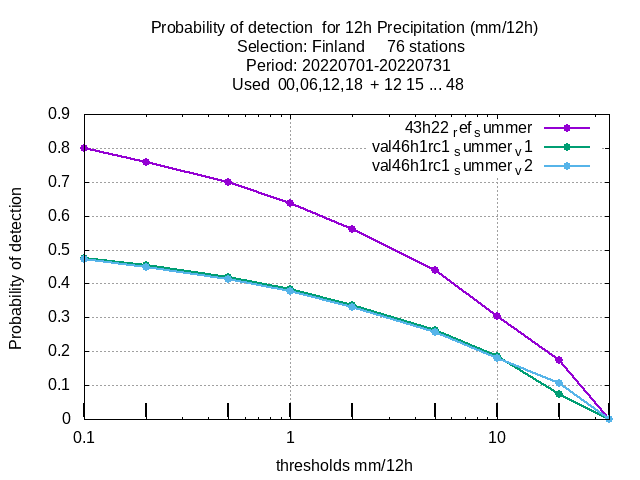 Probability of detection  for 12h Precipitation (mm/12h)
Selection: Finland     76 stations
Period: 20220701-20220731
Used  00,06,12,18  + 12 15 ... 48
43h22 ref summer
val46h1rc1 summer v1
val46h1rc1 summer v2
Probability of detection
0.9
0.8
0.7
0.6
0.5
0.4
0.3
0.2
0.1
0
0.1 1 10
thresholds mm/12h